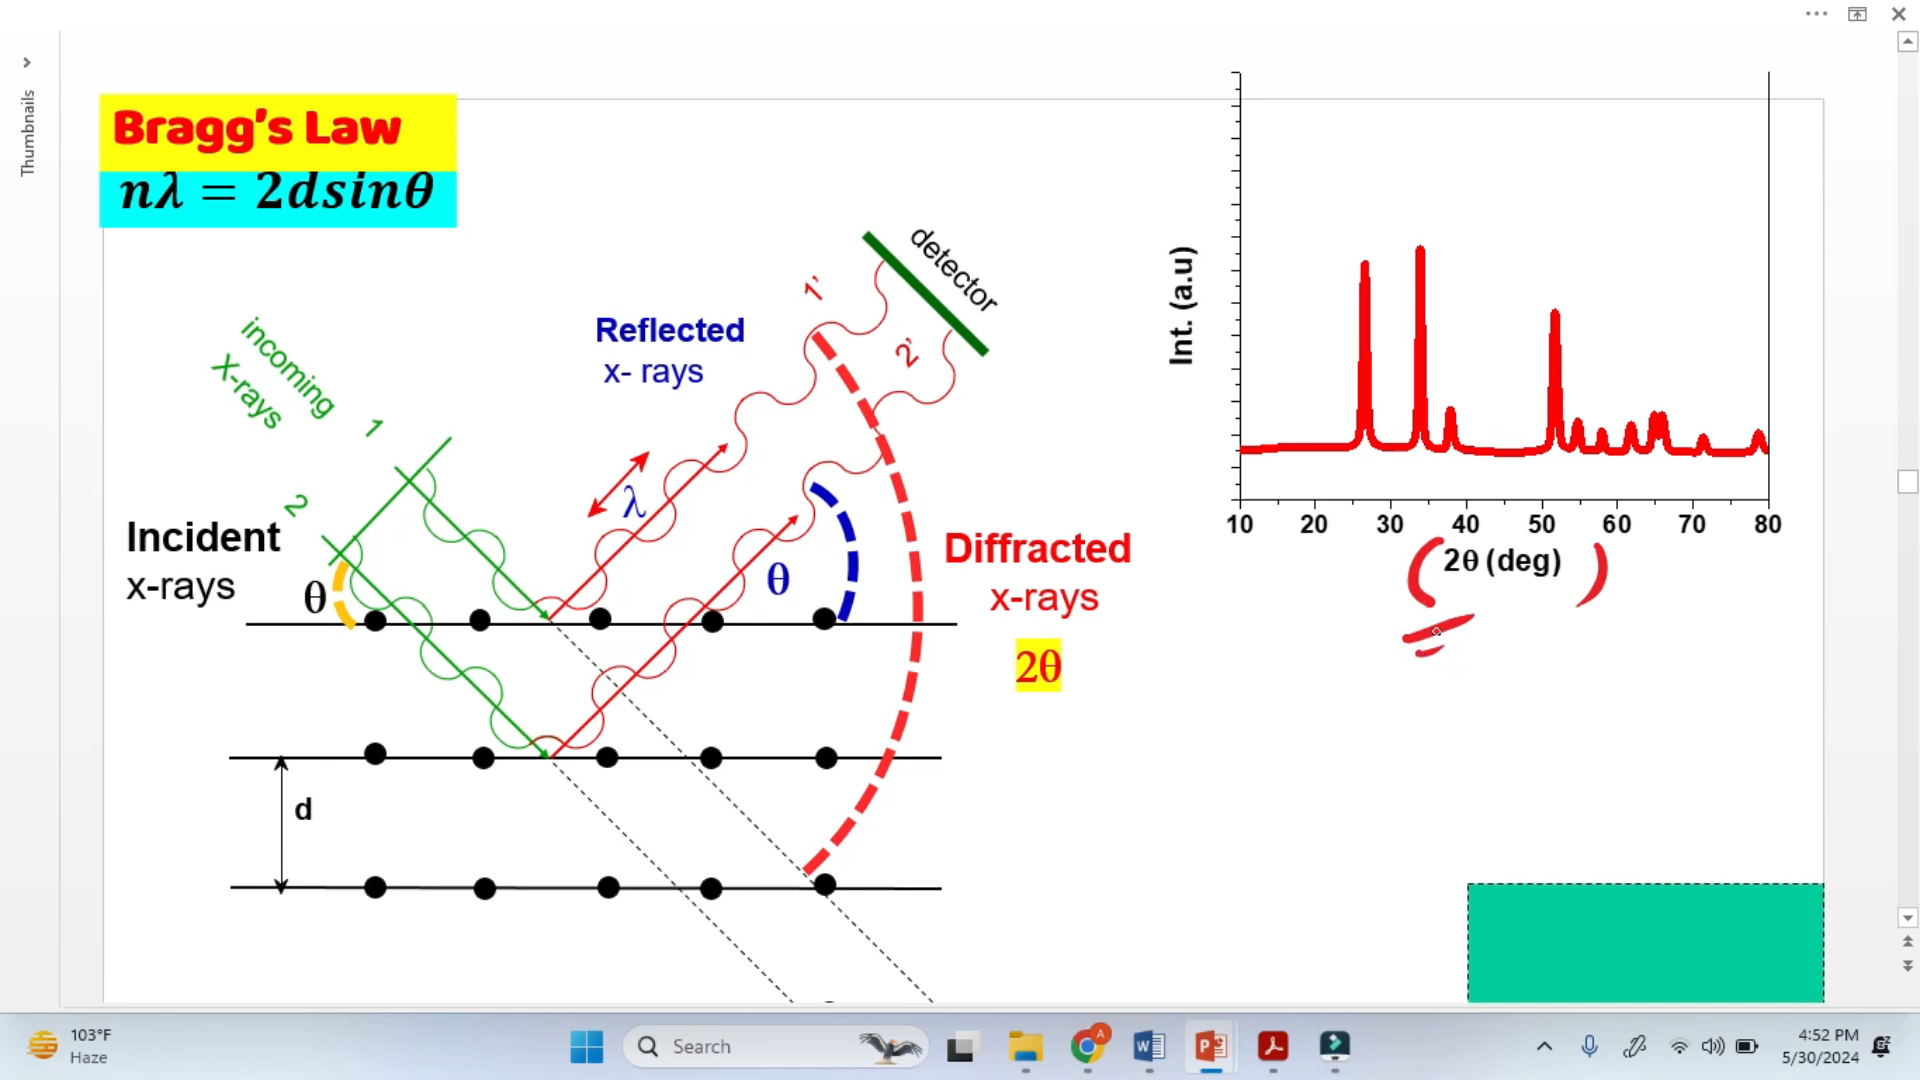 Thumbnails
Bragg's Law
nλ = 2dsinθ
incoming
X-rays
1
2
Incident
x-rays
θ
Reflected
x- rays
λ
1'
2'
detector
θ
Diffracted
x-rays
2θ
d
Int. (a.u)
10 20 30 40 50 60 70 80
2θ (deg)
103°F
Haze
Search
A
4:52 PM
5/30/2024